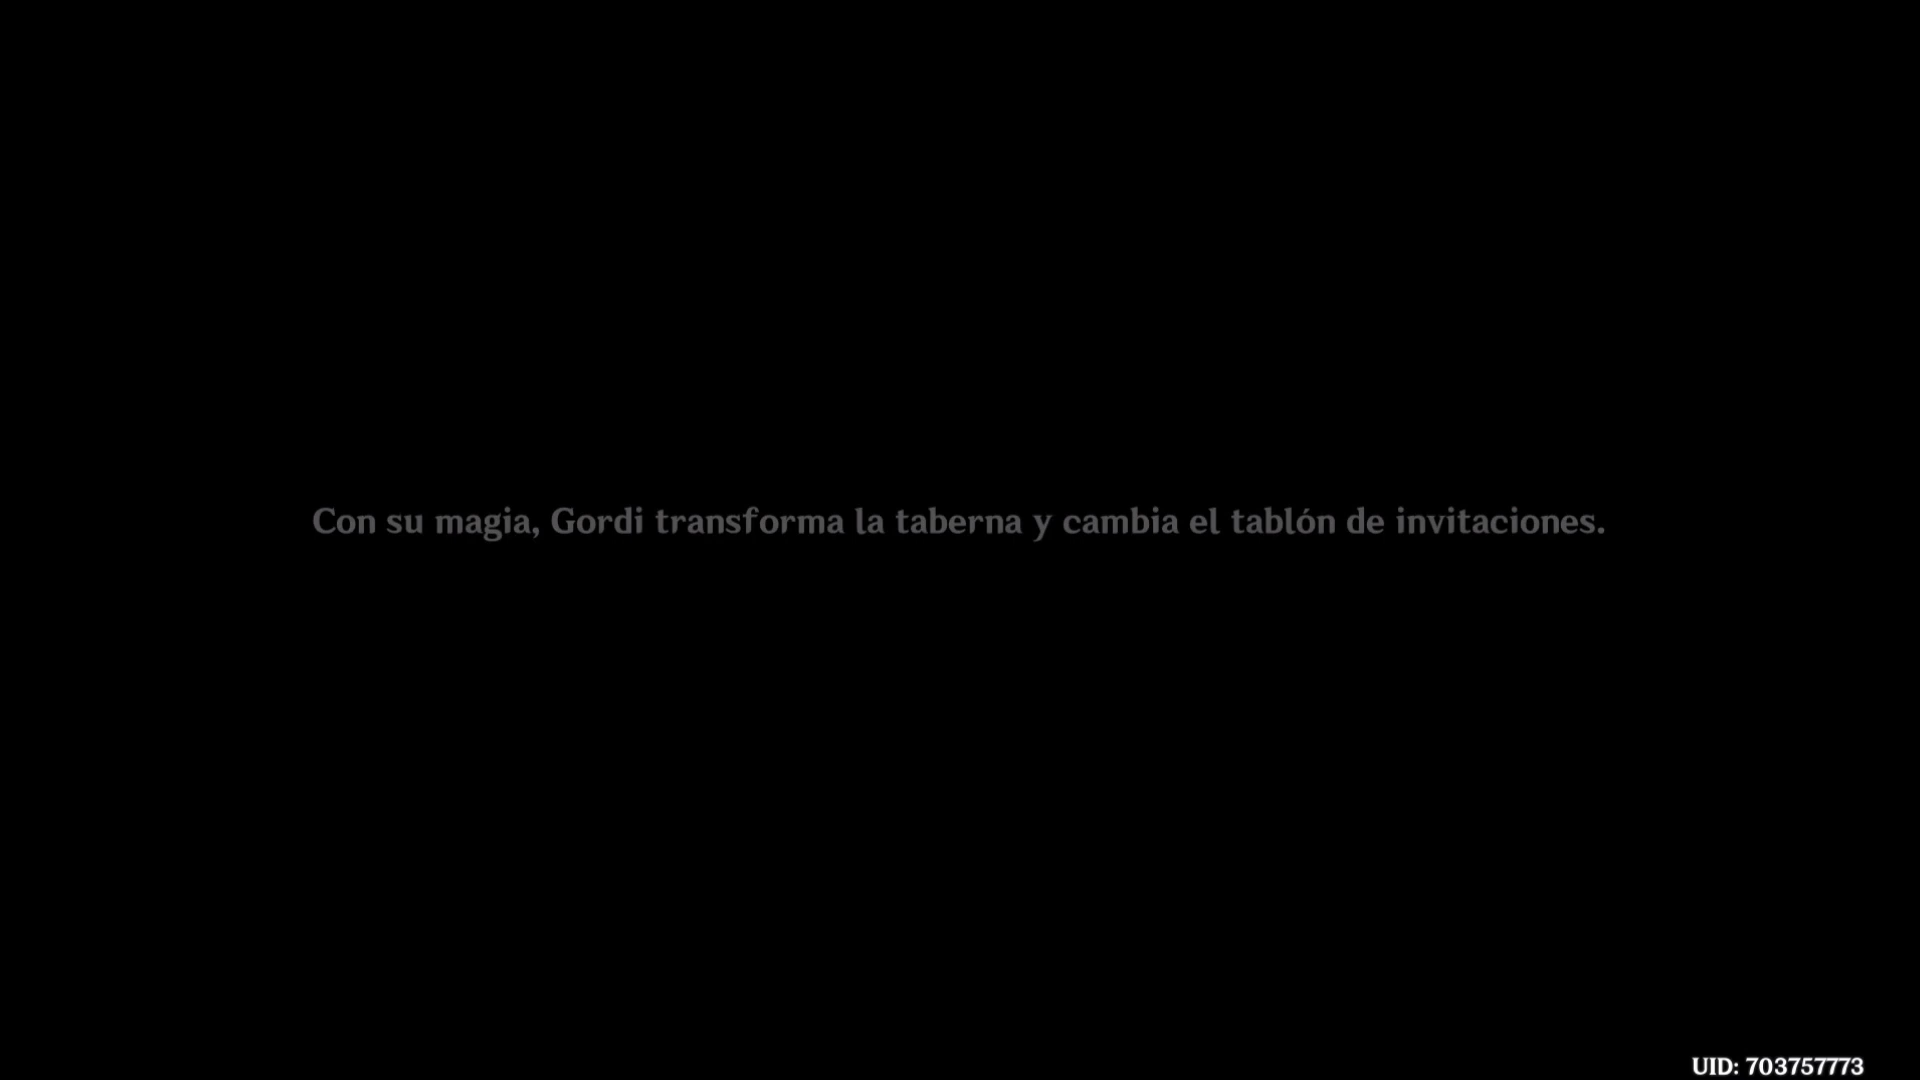 Con su magia, Gordi transforma la taberna y cambia el tablón de invitaciones.
UID: 703757773